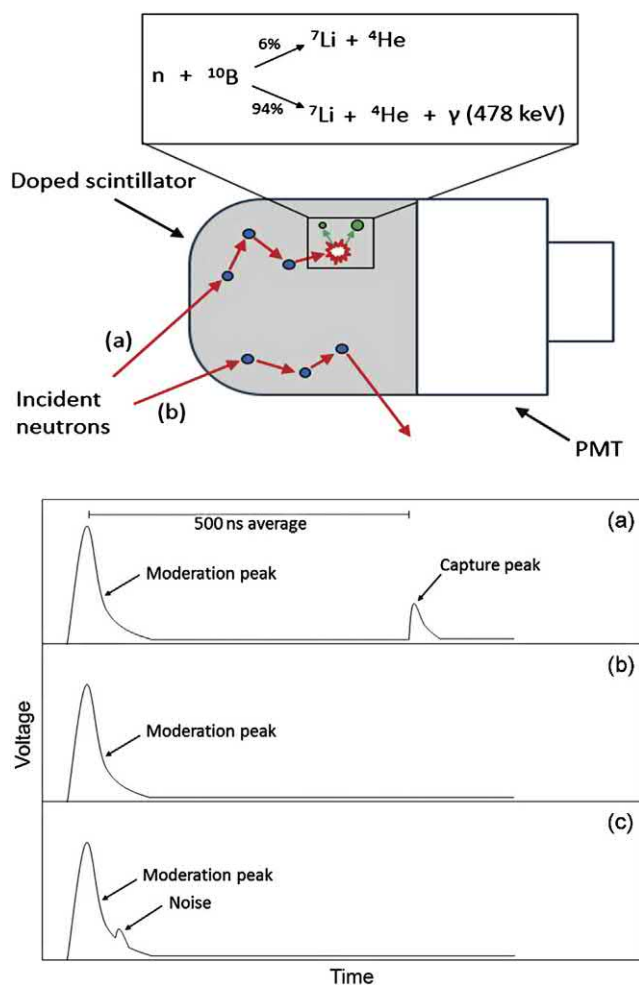 6% ⁷Li + ⁴He
n + ¹⁰B
94% ⁷Li + ⁴He + γ (478 keV)
Doped scintillator
(a)
Incident
neutrons
(b)
PMT
(a)
500 ns average
Moderation peak
Capture peak
(b)
Moderation peak
(c)
Moderation peak
Noise
Voltage
Time